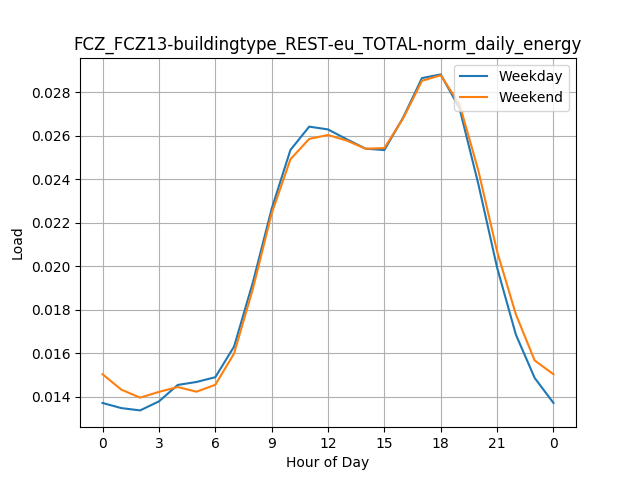 FCZ_FCZ13-buildingtype_REST-eu_TOTAL-norm_daily_energy
Weekday
Weekend
0.028
0.026
0.024
0.022
0.020
0.018
0.016
0.014
Load
0 3 6 9 12 15 18 21 0
Hour of Day